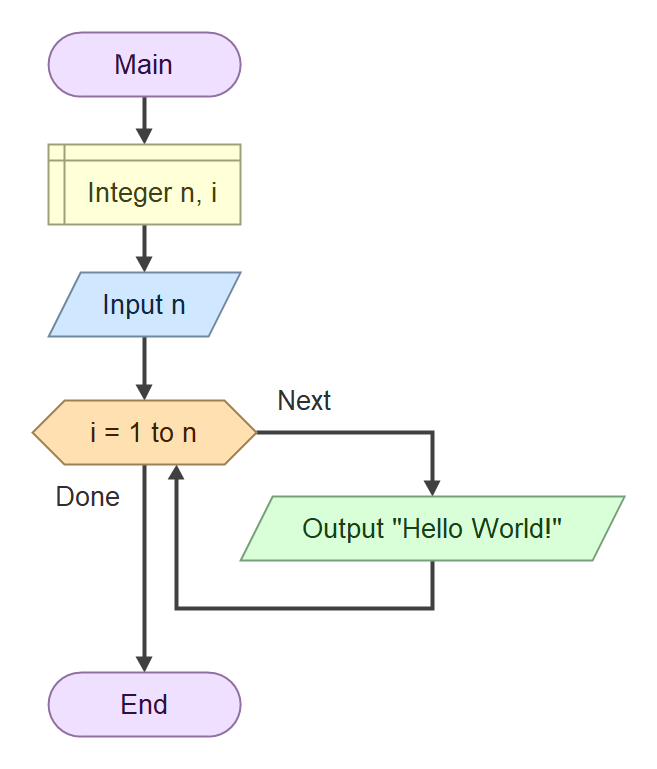 Main
Integer n, i
Input n
i = 1 to n
Next
Done
Output "Hello World!"
End